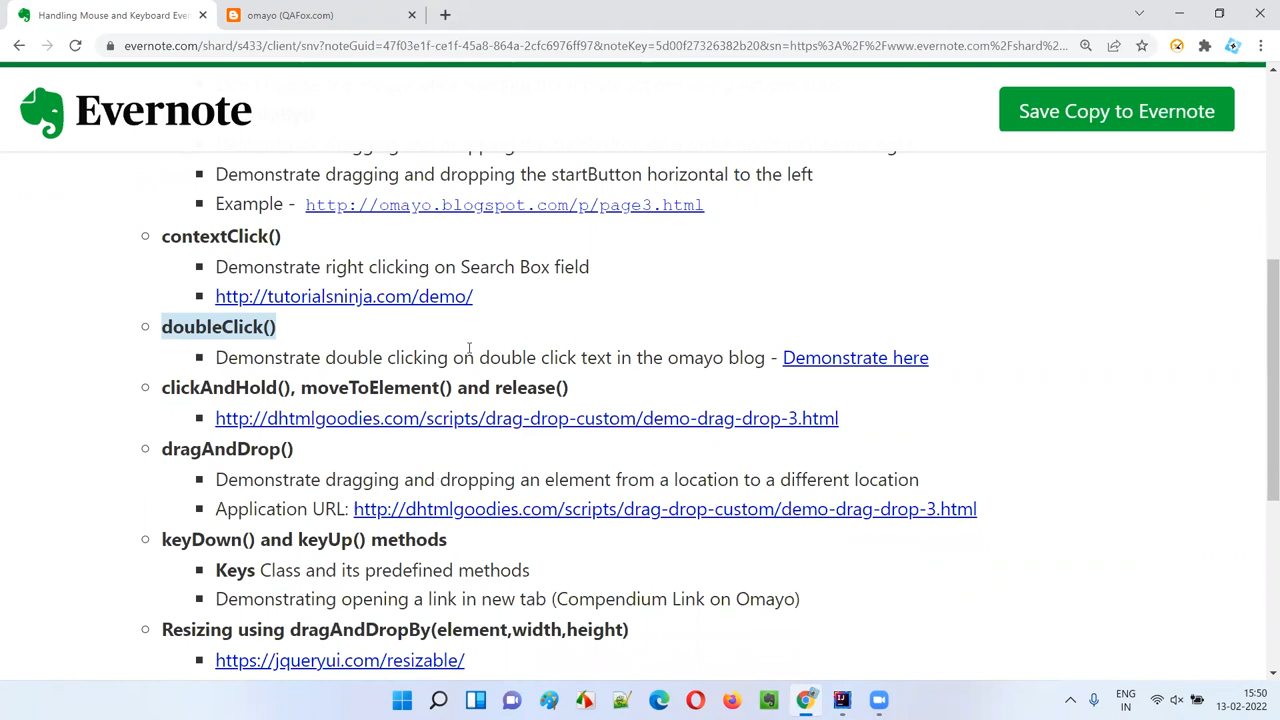 Handling Mouse and Keyboard Ever
omayo (QAFox.com)
evernote.com/shard/s433/client/snv?noteGuid=47f03e1f-ce1f-45a8-864a-2cfc6976ff97&noteKey=5d00f27326382b20&sn=https%3A%2F%2Fwww.evernote.com%2Fshard%2...
Evernote
Save Copy to Evernote
Demonstrate dragging and dropping the startButton horizontal to the left
Example - http://omayo.blogspot.com/p/page3.html
contextClick()
Demonstrate right clicking on Search Box field
http://tutorialsninja.com/demo/
doubleClick()
Demonstrate double clicking on double click text in the omayo blog - Demonstrate here
clickAndHold(), moveToElement() and release()
http://dhtmlgoodies.com/scripts/drag-drop-custom/demo-drag-drop-3.html
dragAndDrop()
Demonstrate dragging and dropping an element from a location to a different location
Application URL: http://dhtmlgoodies.com/scripts/drag-drop-custom/demo-drag-drop-3.html
keyDown() and keyUp() methods
Keys Class and its predefined methods
Demonstrating opening a link in new tab (Compendium Link on Omayo)
Resizing using dragAndDropBy(element,width,height)
https://jqueryui.com/resizable/
ENG
IN
15:50
13-02-2022